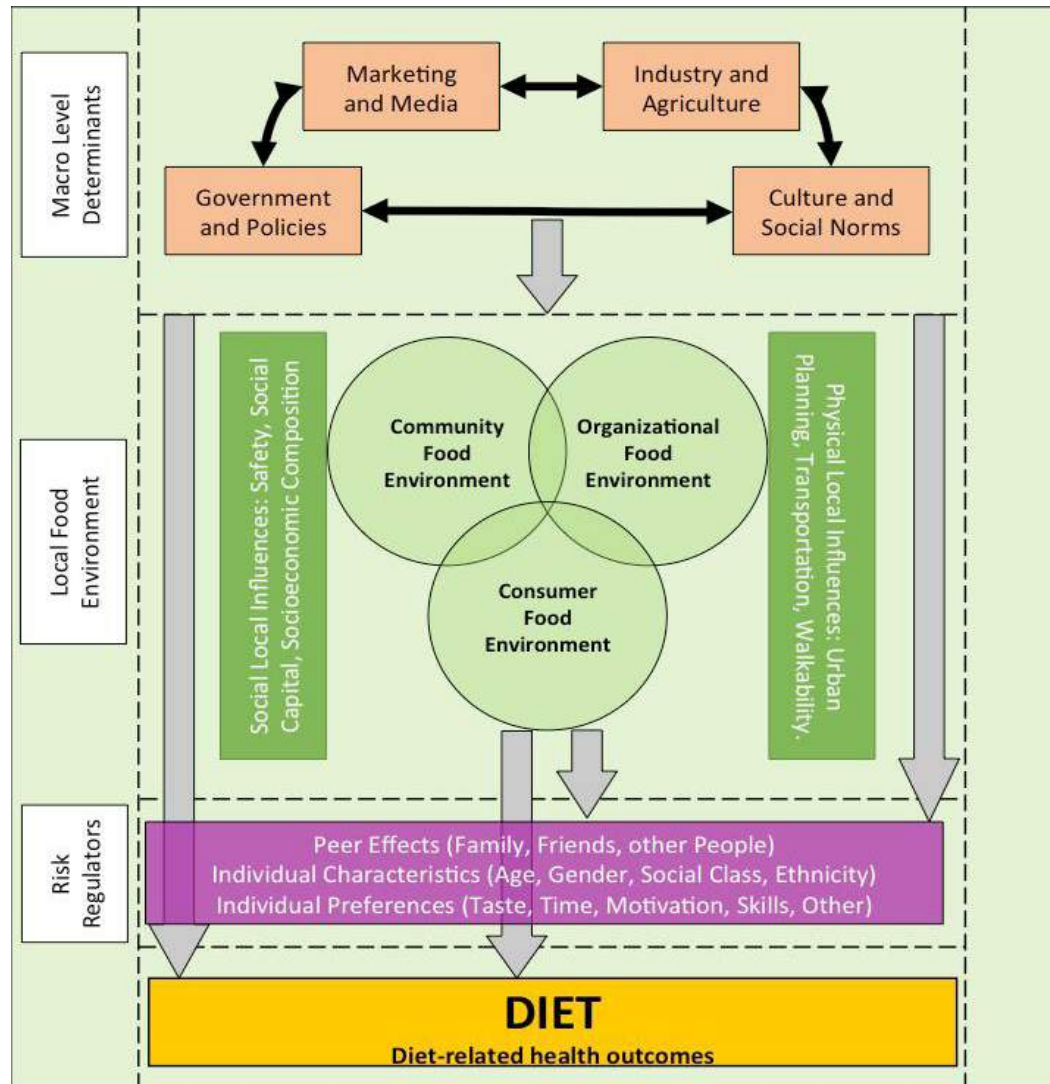 Macro Level
Determinants
Marketing
and Media
Industry and
Agriculture
Government
and Policies
Culture and
Social Norms
Local Food
Environment
Social Local Influences: Safety, Social
Capital, Socioeconomic Composition
Community
Food
Environment
Organizational
Food
Environment
Consumer
Food
Environment
Physical Local Influences: Urban
Planning, Transportation, Walkability.
Risk
Regulators
Peer Effects (Family, Friends, other People)
Individual Characteristics (Age, Gender, Social Class, Ethnicity)
Individual Preferences (Taste, Time, Motivation, Skills, Other)
DIET
Diet-related health outcomes